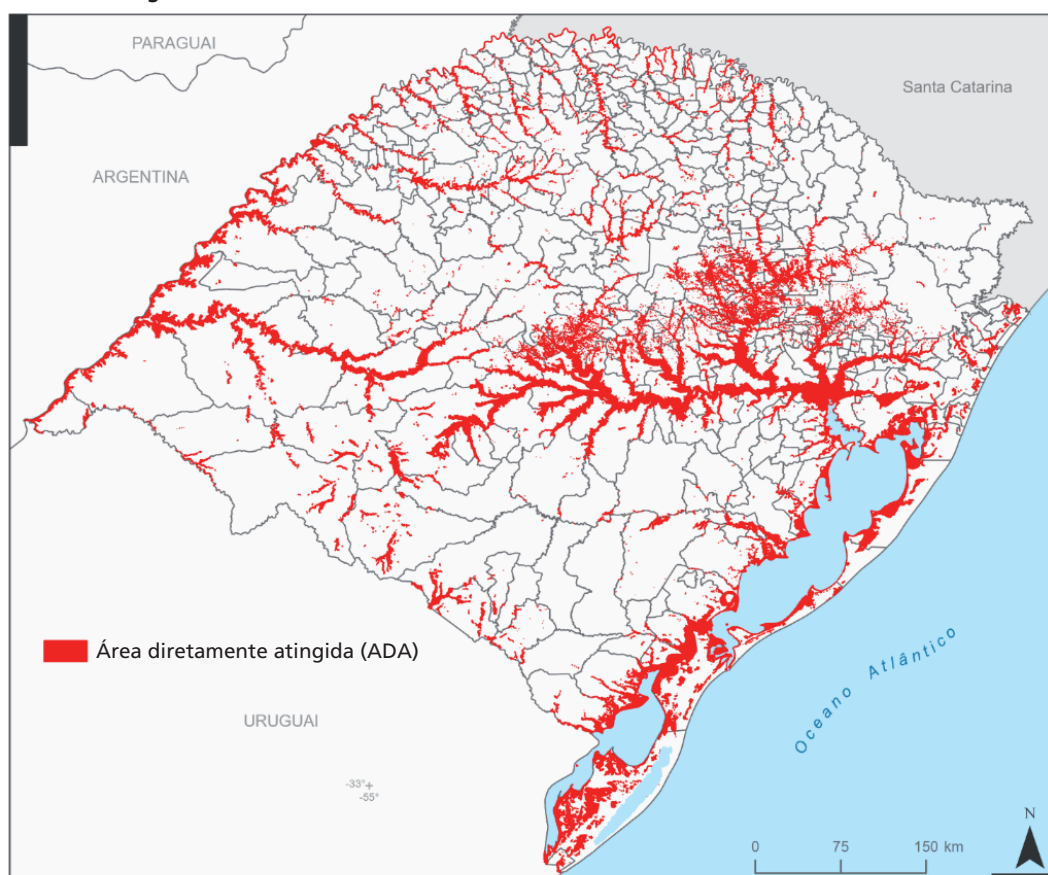 PARAGUAI
Santa Catarina
ARGENTINA
Área diretamente atingida (ADA)
URUGUAI
Oceano Atlântico
-33°
-55°
N
0 75 150 km